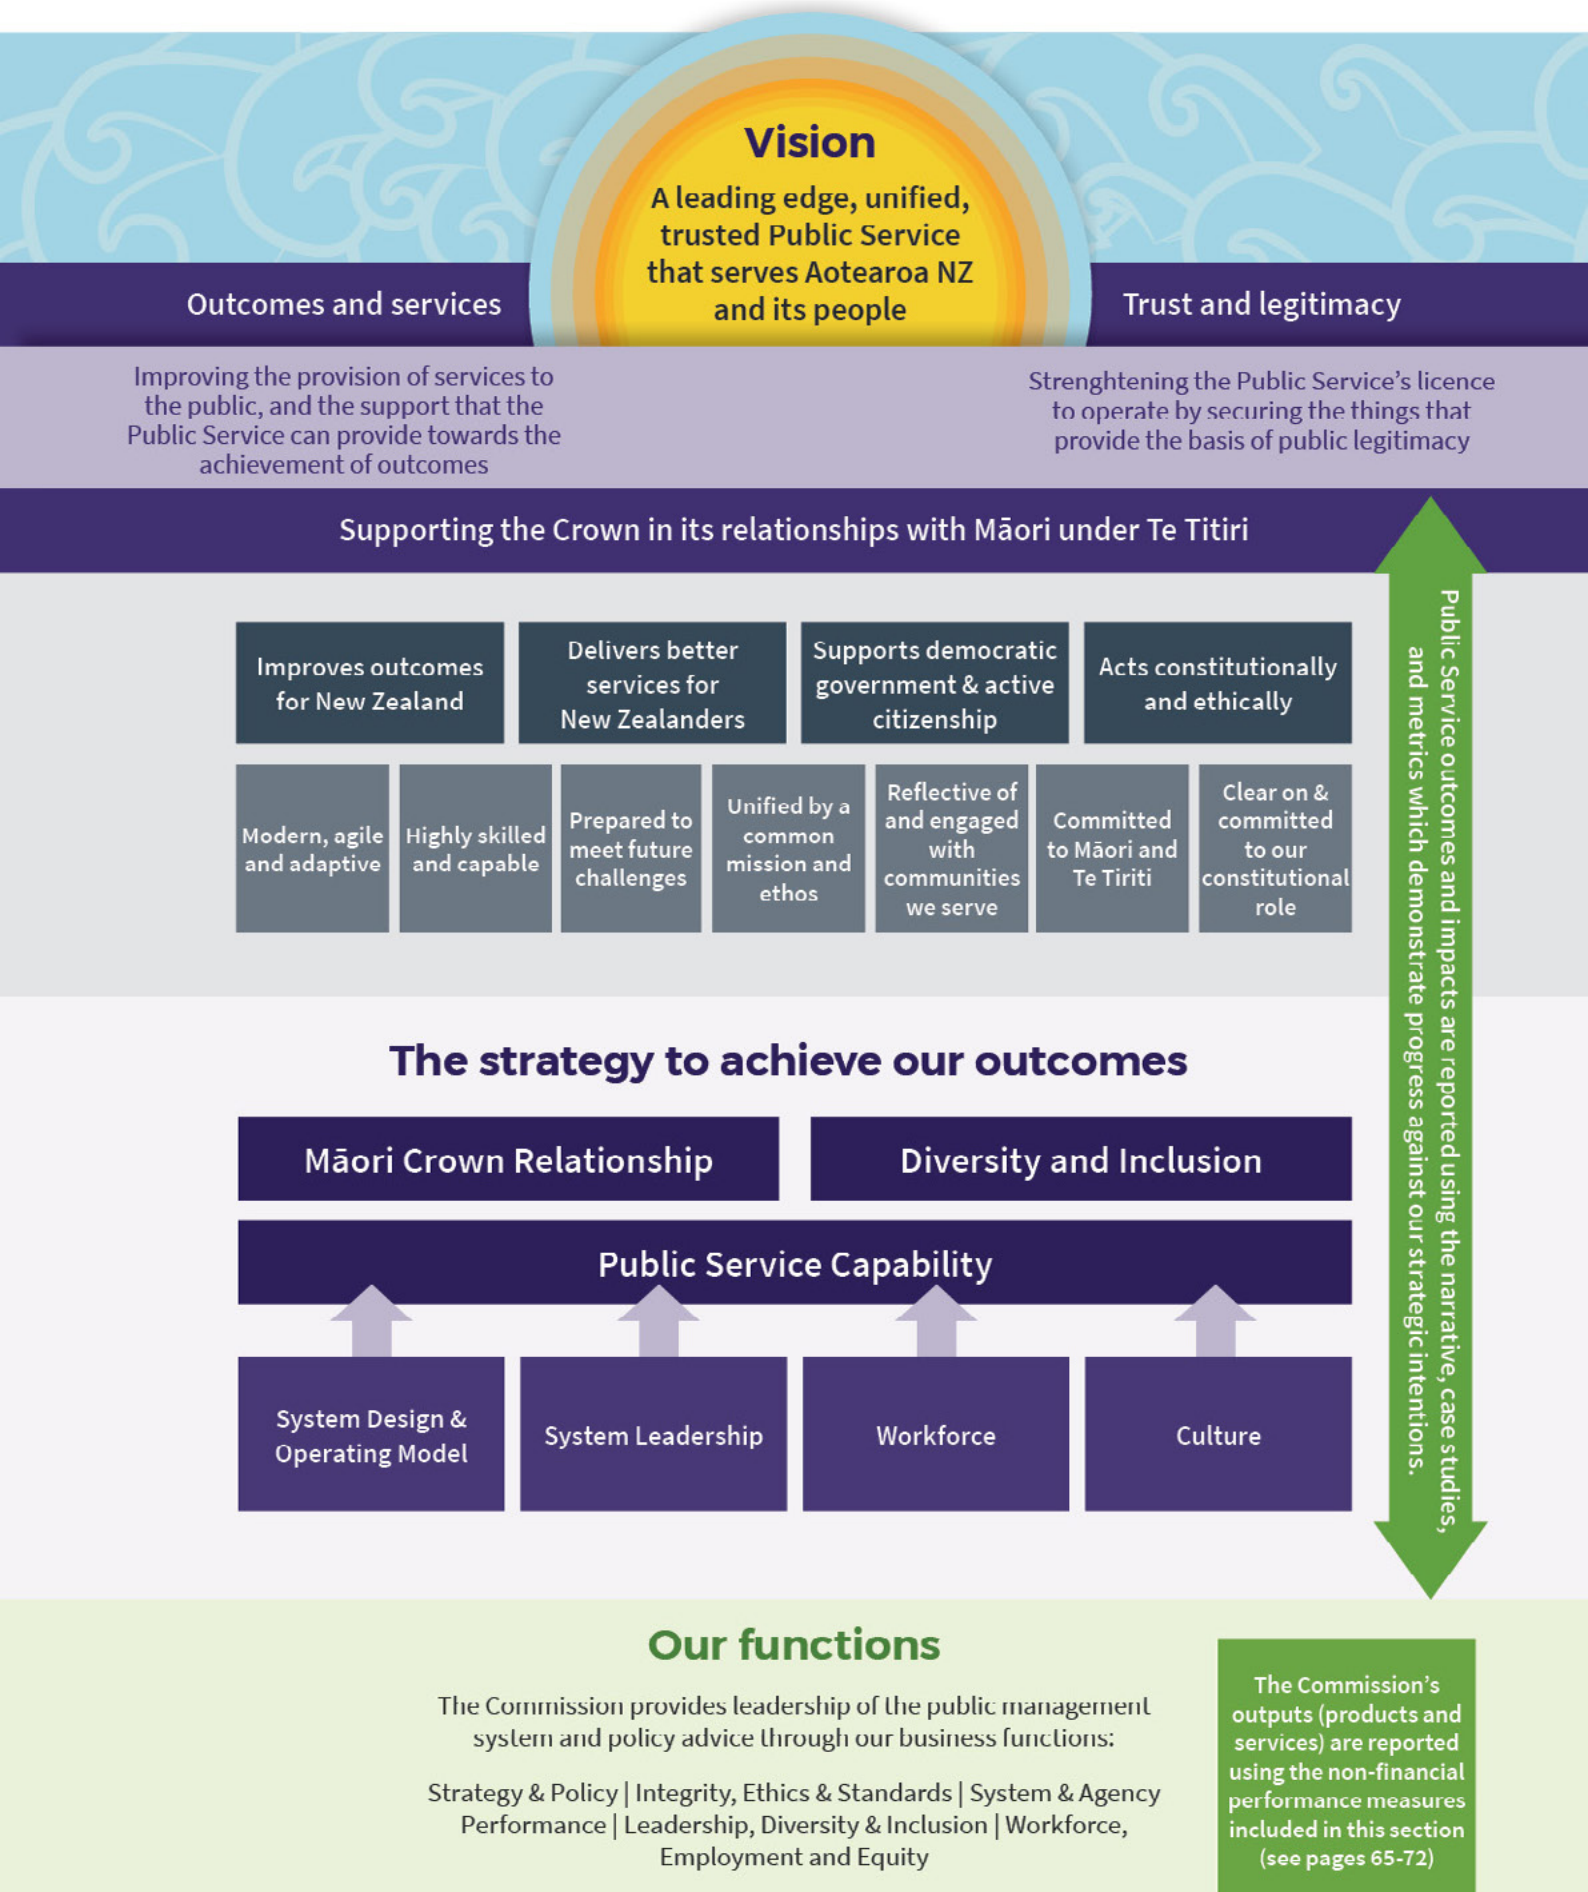 Vision
A leading edge, unified,
trusted Public Service
that serves Aotearoa NZ
and its people
Outcomes and services
Trust and legitimacy
Improving the provision of services to
the public, and the support that the
Public Service can provide towards the
achievement of outcomes
Strenghtening the Public Service's licence
to operate by securing the things that
provide the basis of public legitimacy
Supporting the Crown in its relationships with Māori under Te Titiri
Improves outcomes
for New Zealand
Delivers better
services for
New Zealanders
Supports democratic
government & active
citizenship
Acts constitutionally
and ethically
Modern, agile
and adaptive
Highly skilled
and capable
Prepared to
meet future
challenges
Unified by a
common
mission and
ethos
Reflective of
and engaged
with
communities
we serve
Committed
to Māori and
Te Tiriti
Clear on &
committed
to our
constitutional
role
Public Service outcomes and impacts are reported using the narrative, case studies,
and metrics which demonstrate progress against our strategic intentions.
The strategy to achieve our outcomes
Māori Crown Relationship
Diversity and Inclusion
Public Service Capability
System Design &
Operating Model
System Leadership
Workforce
Culture
Our functions
The Commission provides leadership of the public management
system and policy advice through our business functions:
Strategy & Policy | Integrity, Ethics & Standards | System & Agency
Performance | Leadership, Diversity & Inclusion | Workforce,
Employment and Equity
The Commission's
outputs (products and
services) are reported
using the non-financial
performance measures
included in this section
(see pages 65-72)